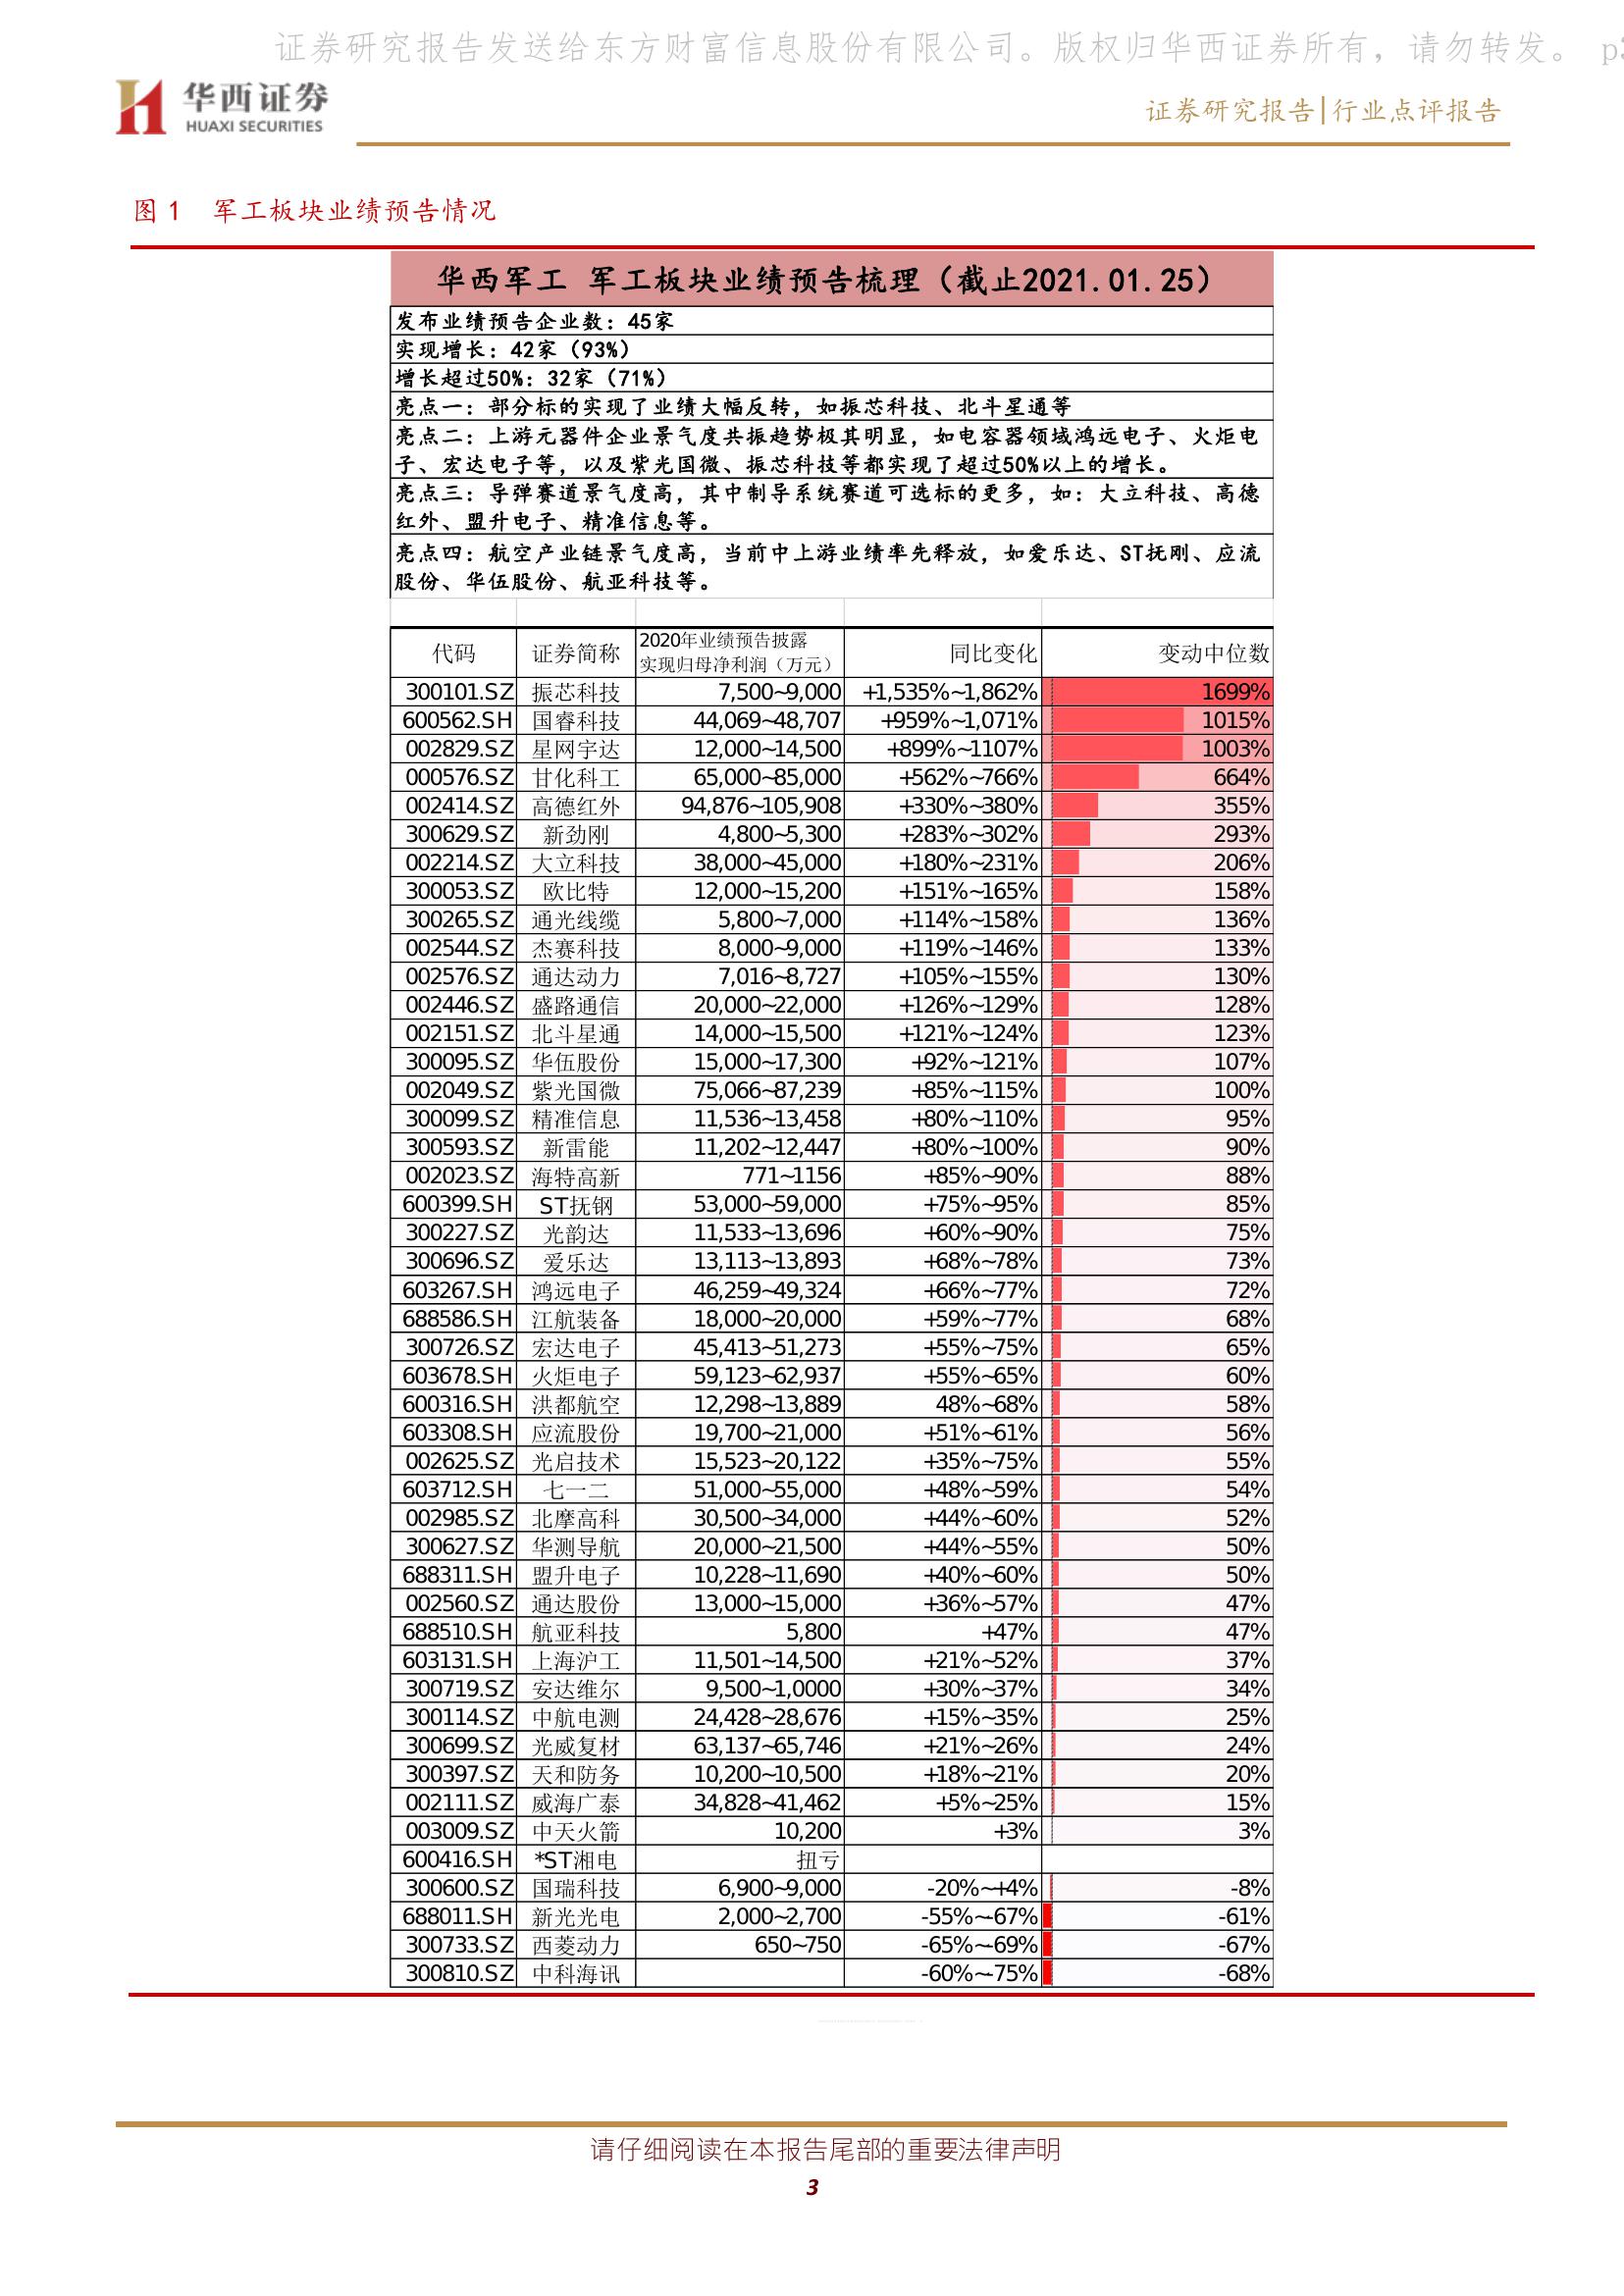 证券研究报告发送给东方财富信息股份有限公司。版权归华西证券所有，请勿转发。 p3
华西证券
HUAXI SECURITIES
证券研究报告|行业点评报告
图 1 军工板块业绩预告情况
华西军工 军工板块业绩预告梳理（截止2021.01.25）
发布业绩预告企业数：45家
实现增长：42家（93%）
增长超过50%：32家（71%）
亮点一：部分标的实现了业绩大幅反转，如振芯科技、北斗星通等
亮点二：上游元器件企业景气度共振趋势极其明显，如电容器领域鸿远电子、火炬电
子、宏达电子等，以及紫光国微、振芯科技等都实现了超过50%以上的增长。
亮点三：导弹赛道景气度高，其中制导系统赛道可选标的更多，如：大立科技、高德
红外、盟升电子、精准信息等。
亮点四：航空产业链景气度高，当前中上游业绩率先释放，如爱乐达、ST抚刚、应流
股份、华伍股份、航亚科技等。
代码 证券简称 2020年业绩预告披露 同比变化 变动中位数
实现归母净利润（万元）
300101.SZ 振芯科技 7,500~9,000 +1,535%~1,862% 1699%
600562.SH 国睿科技 44,069~48,707 +959%~1,071% 1015%
002829.SZ 星网宇达 12,000~14,500 +899%~1107% 1003%
000576.SZ 甘化科工 65,000~85,000 +562%~766% 664%
002414.SZ 高德红外 94,876~105,908 +330%~380% 355%
300629.SZ 新劲刚 4,800~5,300 +283%~302% 293%
002214.SZ 大立科技 38,000~45,000 +180%~231% 206%
300053.SZ 欧比特 12,000~15,200 +151%~165% 158%
300265.SZ 通光线缆 5,800~7,000 +114%~158% 136%
002544.SZ 杰赛科技 8,000~9,000 +119%~146% 133%
002576.SZ 通达动力 7,016~8,727 +105%~155% 130%
002446.SZ 盛路通信 20,000~22,000 +126%~129% 128%
002151.SZ 北斗星通 14,000~15,500 +121%~124% 123%
300095.SZ 华伍股份 15,000~17,300 +92%~121% 107%
002049.SZ 紫光国微 75,066~87,239 +85%~115% 100%
300099.SZ 精准信息 11,536~13,458 +80%~110% 95%
300593.SZ 新雷能 11,202~12,447 +80%~100% 90%
002023.SZ 海特高新 771~1156 +85%~90% 88%
600399.SH ST抚钢 53,000~59,000 +75%~95% 85%
300227.SZ 光韵达 11,533~13,696 +60%~90% 75%
300696.SZ 爱乐达 13,113~13,893 +68%~78% 73%
603267.SH 鸿远电子 46,259~49,324 +66%~77% 72%
688586.SH 江航装备 18,000~20,000 +59%~77% 68%
300726.SZ 宏达电子 45,413~51,273 +55%~75% 65%
603678.SH 火炬电子 59,123~62,937 +55%~65% 60%
600316.SH 洪都航空 12,298~13,889 48%~68% 58%
603308.SH 应流股份 19,700~21,000 +51%~61% 56%
002625.SZ 光启技术 15,523~20,122 +35%~75% 55%
603712.SH 七一二 51,000~55,000 +48%~59% 54%
002985.SZ 北摩高科 30,500~34,000 +44%~60% 52%
300627.SZ 华测导航 20,000~21,500 +44%~55% 50%
688311.SH 盟升电子 10,228~11,690 +40%~60% 50%
002560.SZ 通达股份 13,000~15,000 +36%~57% 47%
688510.SH 航亚科技 5,800 +47% 47%
603131.SH 上海沪工 11,501~14,500 +21%~52% 37%
300719.SZ 安达维尔 9,500~1,0000 +30%~37% 34%
300114.SZ 中航电测 24,428~28,676 +15%~35% 25%
300699.SZ 光威复材 63,137~65,746 +21%~26% 24%
300397.SZ 天和防务 10,200~10,500 +18%~21% 20%
002111.SZ 威海广泰 34,828~41,462 +5%~25% 15%
003009.SZ 中天火箭 10,200 +3% 3%
600416.SH *ST湘电 扭亏
300600.SZ 国瑞科技 6,900~9,000 -20%~+4% -8%
688011.SH 新光光电 2,000~2,700 -55%~-67% -61%
300733.SZ 西菱动力 650~750 -65%~-69% -67%
300810.SZ 中科海讯 -60%~-75% -68%
请仔细阅读在本报告尾部的重要法律声明
3